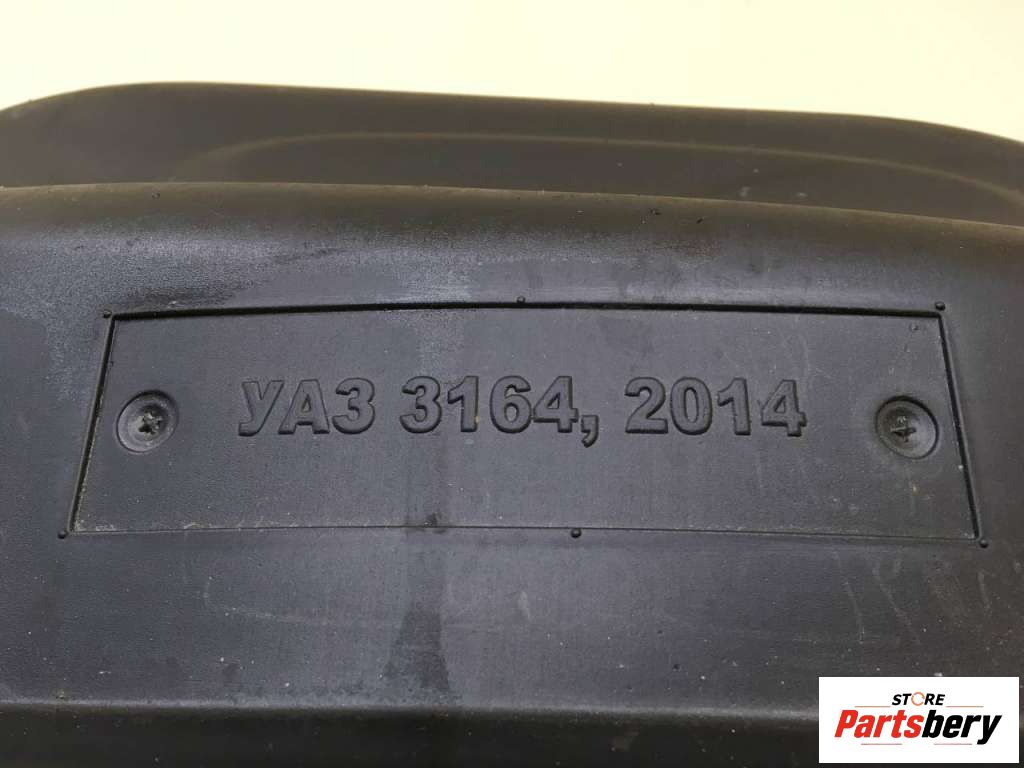 УАЗ 3164, 2014
STORE
Partsbery